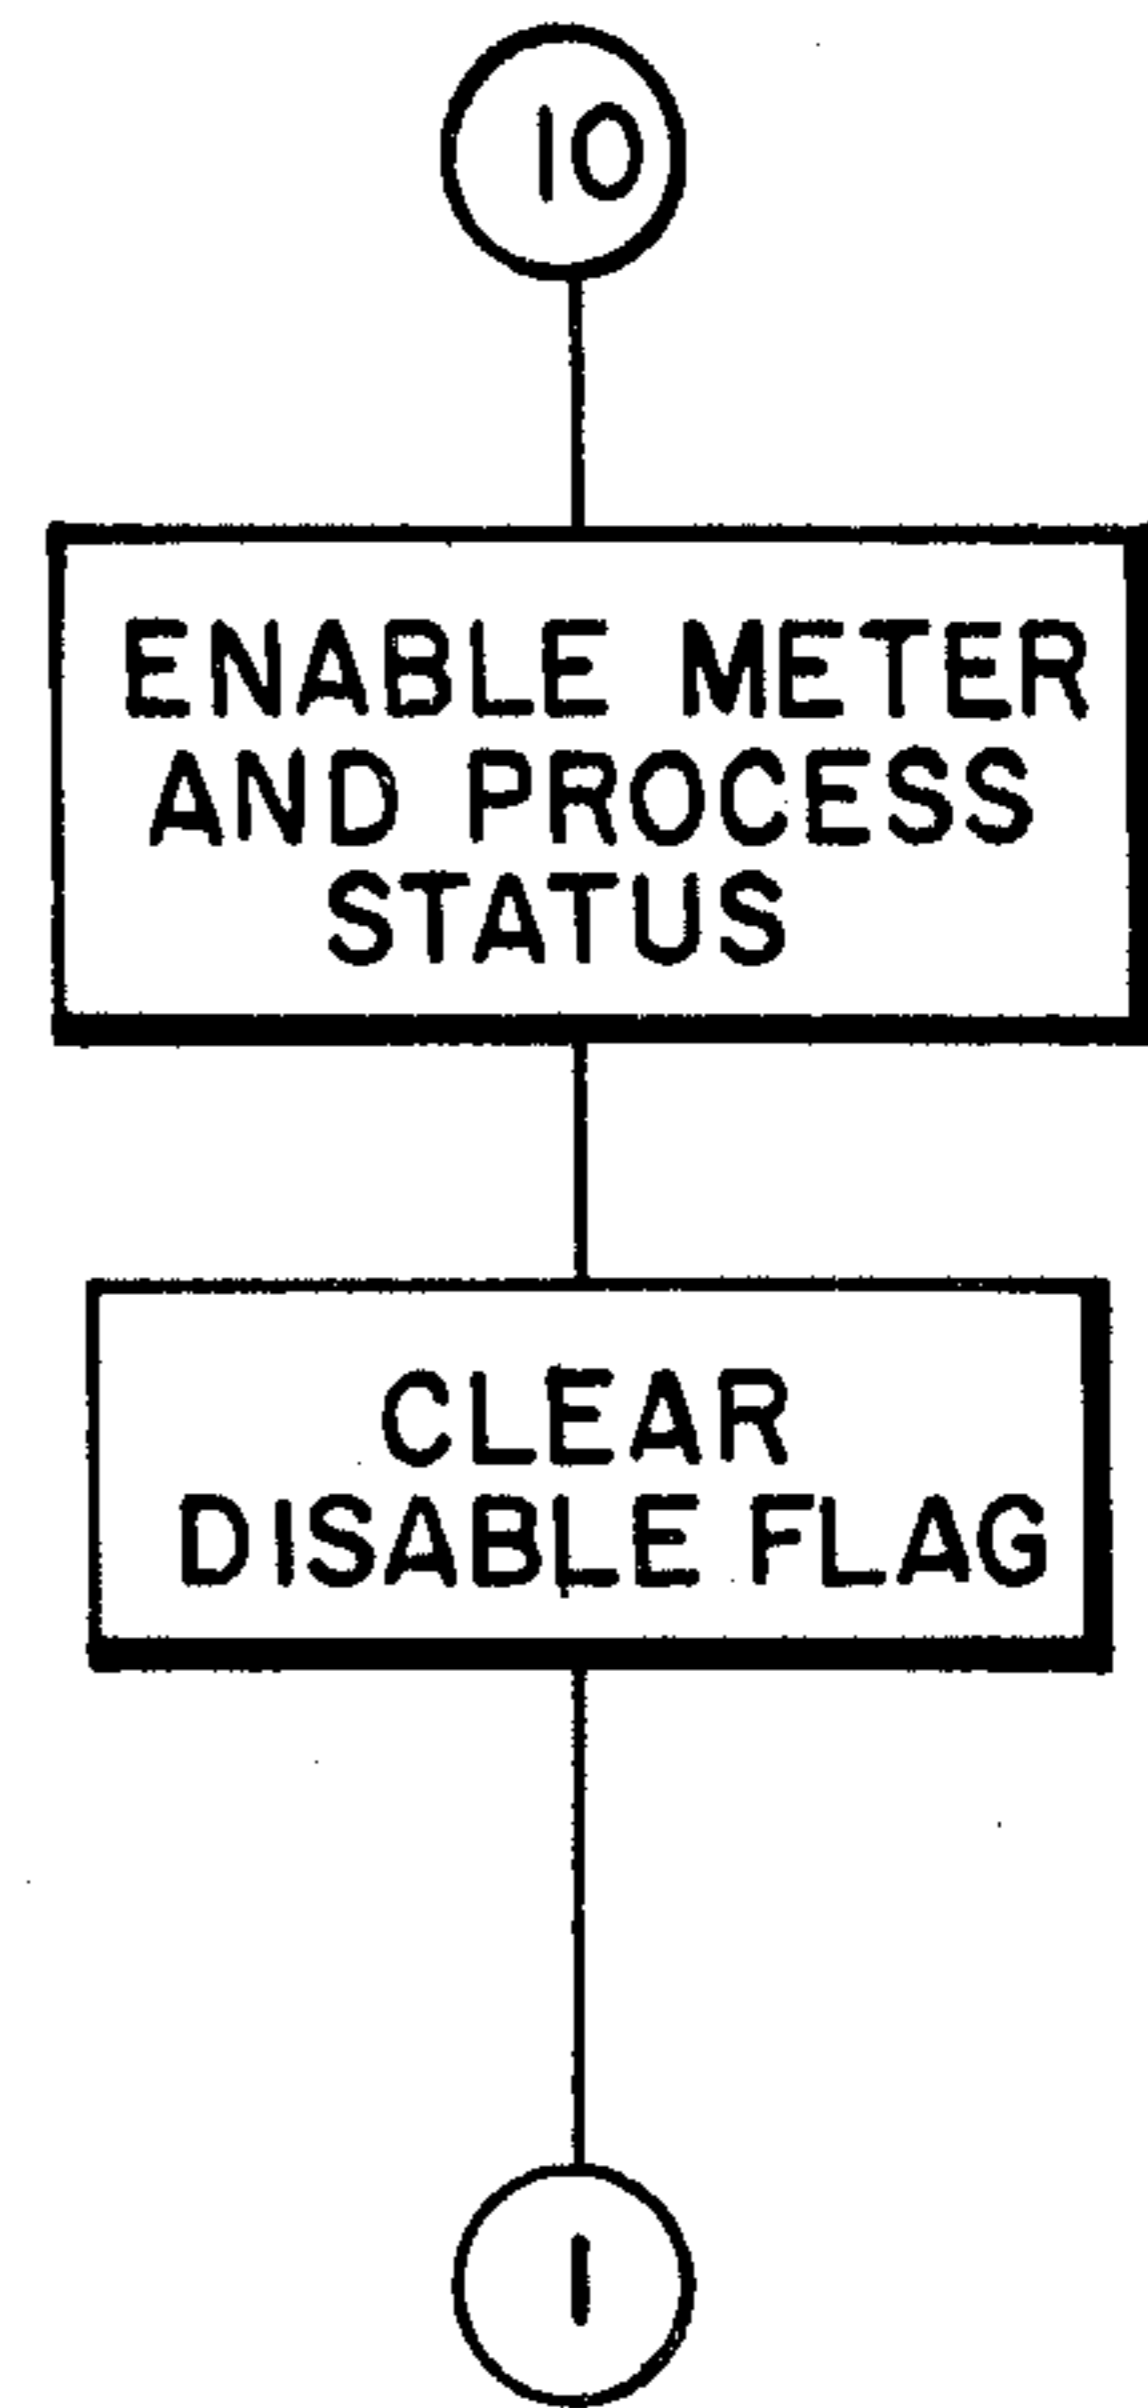 10
ENABLE METER
AND PROCESS
STATUS
CLEAR
DISABLE FLAG
1